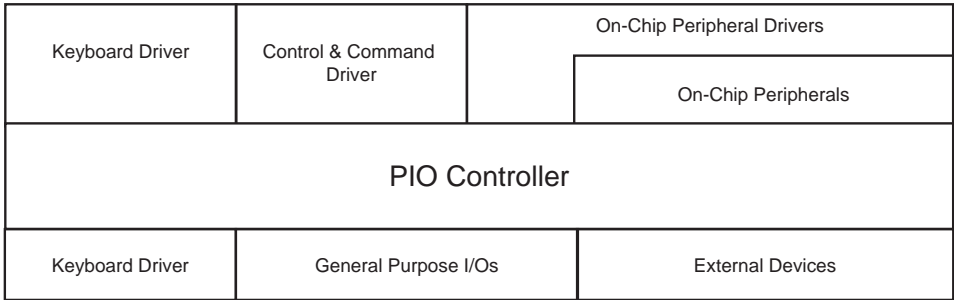 On-Chip Peripheral Drivers
Keyboard Driver
Control & Command
Driver
On-Chip Peripherals
PIO Controller
Keyboard Driver
General Purpose I/Os
External Devices